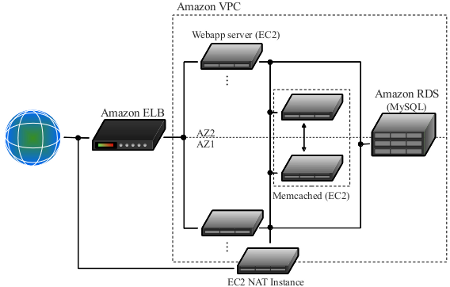 Amazon VPC
Webapp server (EC2)
Amazon ELB
Amazon RDS
(MySQL)
AZ2
AZ1
Memcached (EC2)
EC2 NAT Instance